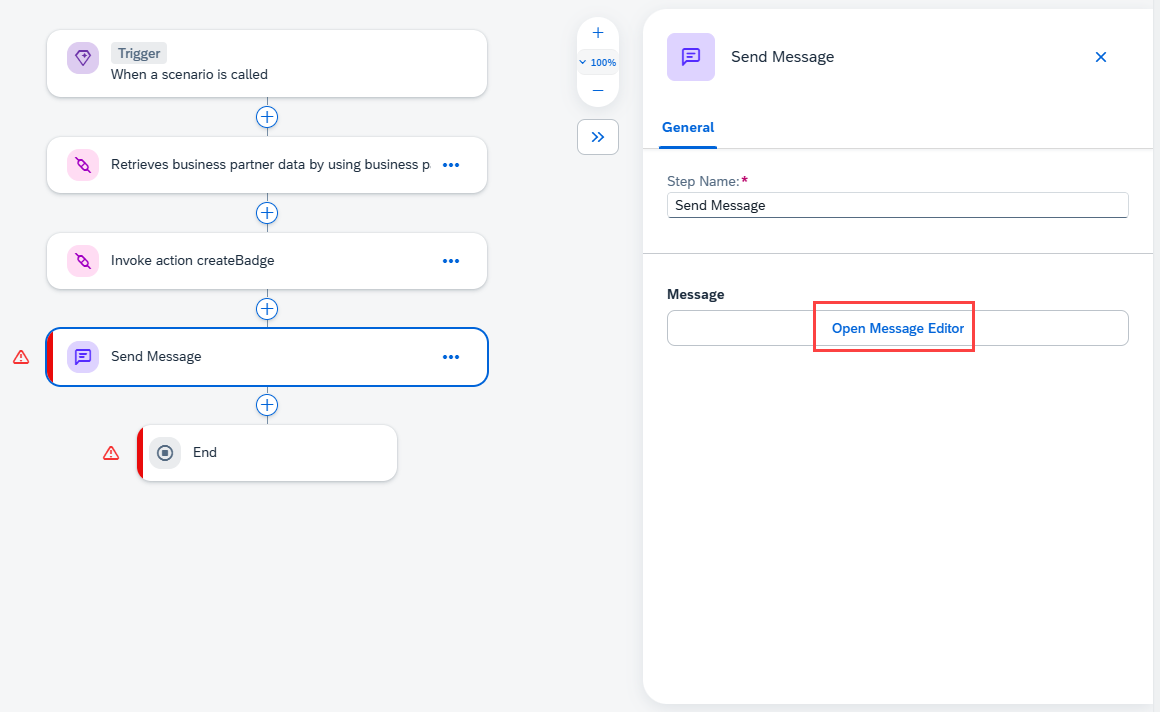 Trigger
When a scenario is called
Retrieves business partner data by using business p
Invoke action createBadge
Send Message
End
100%
Send Message
General
Step Name:*
Send Message
Message
Open Message Editor